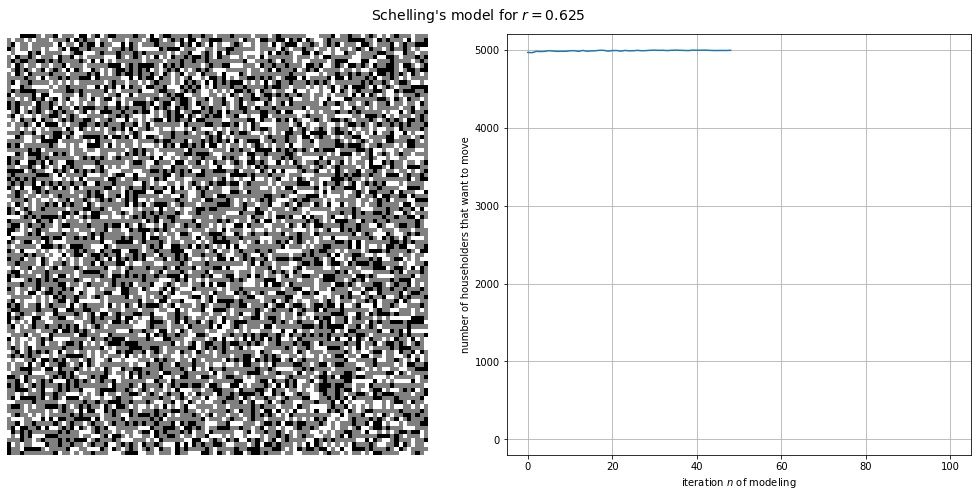 Schelling's model for r = 0.625
number of householders that want to move
5000
4000
3000
2000
1000
0
0 20 40 60 80 100
iteration n of modeling